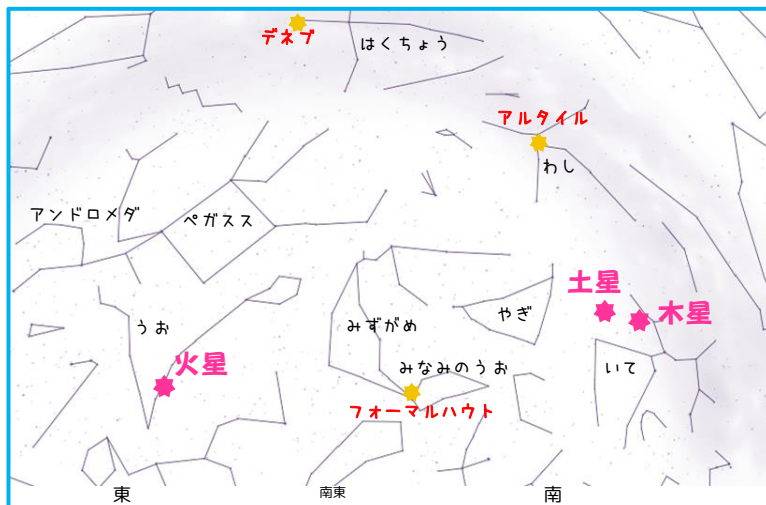 デネブ
はくちょう
アルタイル
わし
アンドロメダ
ペガスス
土星
木星
やぎ
みずがめ
うお
火星
みなみのうお
いて
フォーマルハウト
東
南東
南